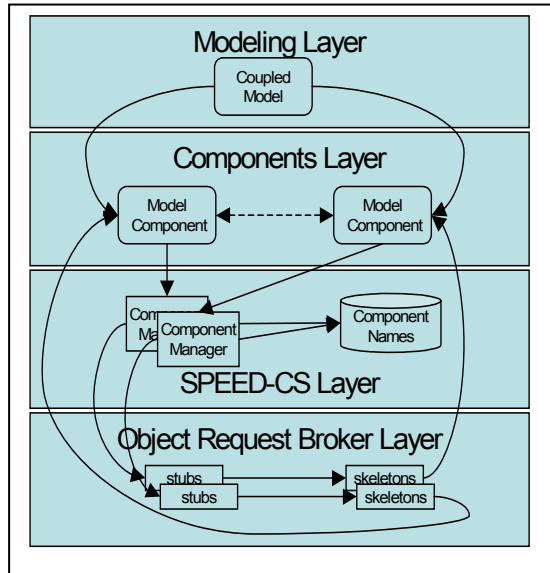 Modeling Layer
Coupled
Model
Components Layer
Model
Component
Model
Component
Component
Manager
Component
Names
SPEED-CS Layer
Object Request Broker Layer
stubs
skeletons
stubs
skeletons